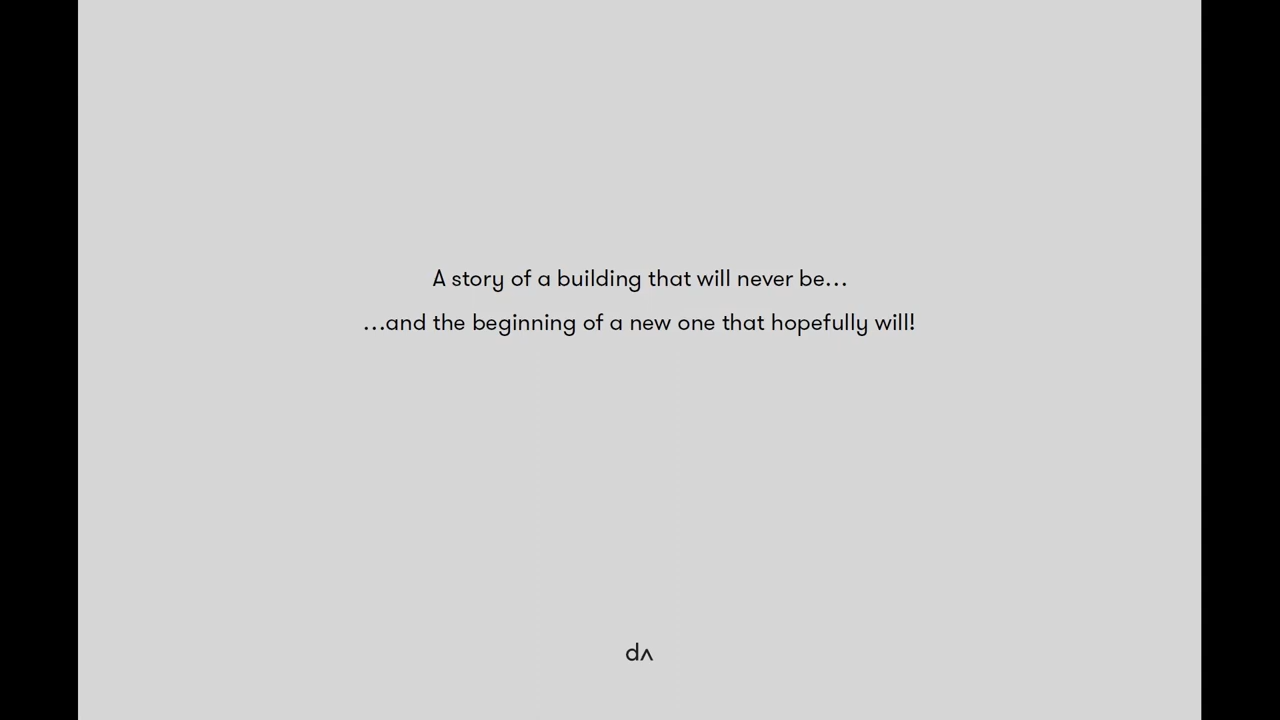 A story of a building that will never be...
...and the beginning of a new one that hopefully will!
dʌ